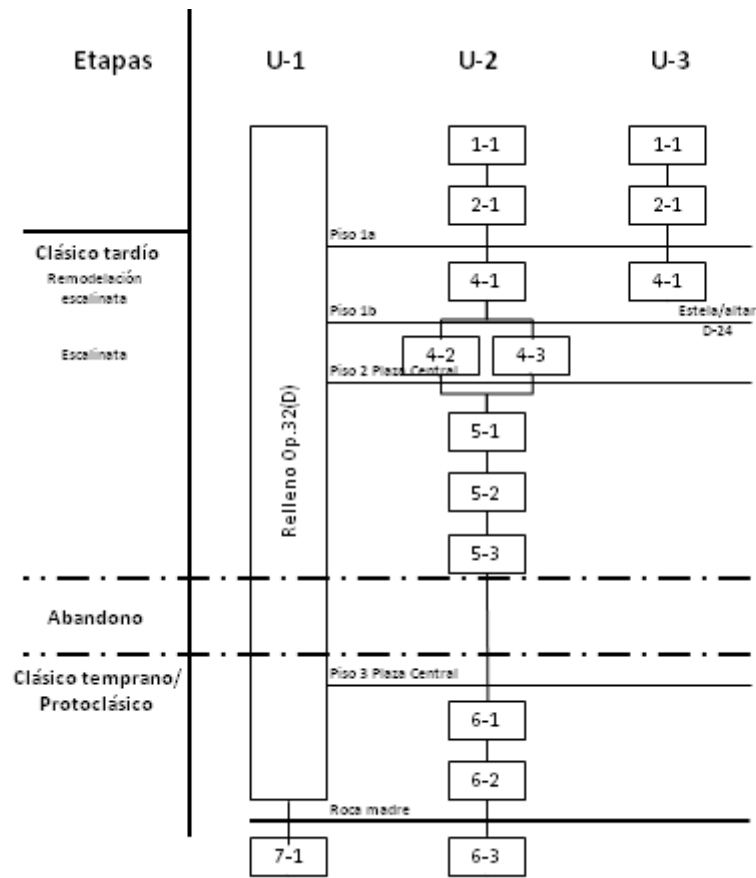 Etapas U-1 U-2 U-3
1-1 1-1
2-1 2-1
Piso 1a
Clásico tardío
Remodelación
escalinata
4-1 4-1
Piso 1b Estela/altar
D-24
Escalinata 4-2 4-3
Piso 2 Plaza Central
Relleno Op.32(D)
5-1
5-2
5-3
Abandono
Clásico temprano/
Protoclásico
Piso 3 Plaza Central
6-1
6-2
Roca madre
7-1 6-3